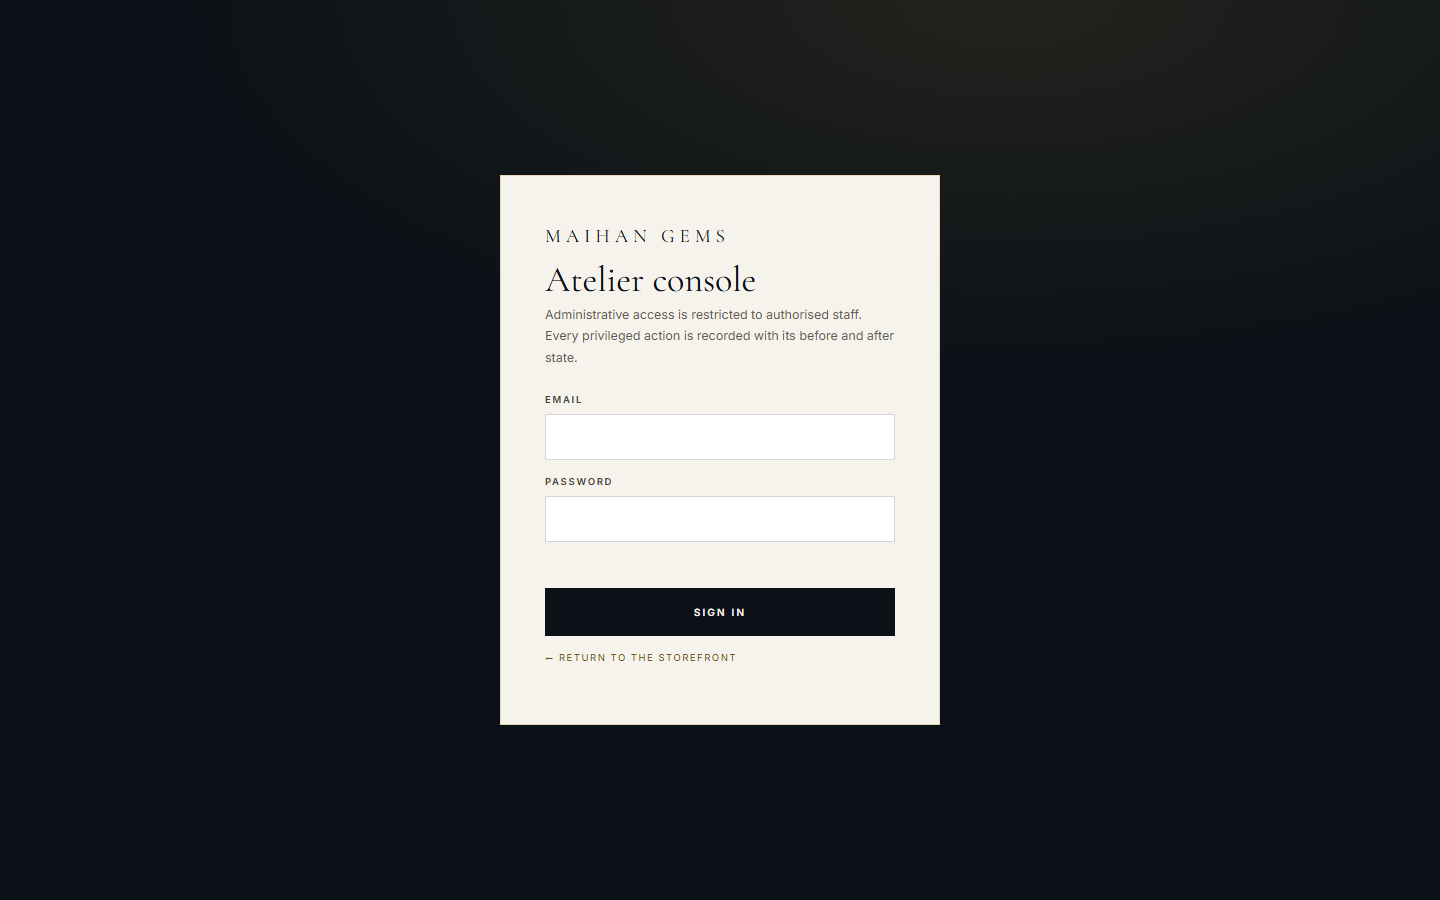 MAIHAN GEMS
Atelier console
Administrative access is restricted to authorised staff.
Every privileged action is recorded with its before and after
state.
EMAIL
PASSWORD
SIGN IN
← RETURN TO THE STOREFRONT